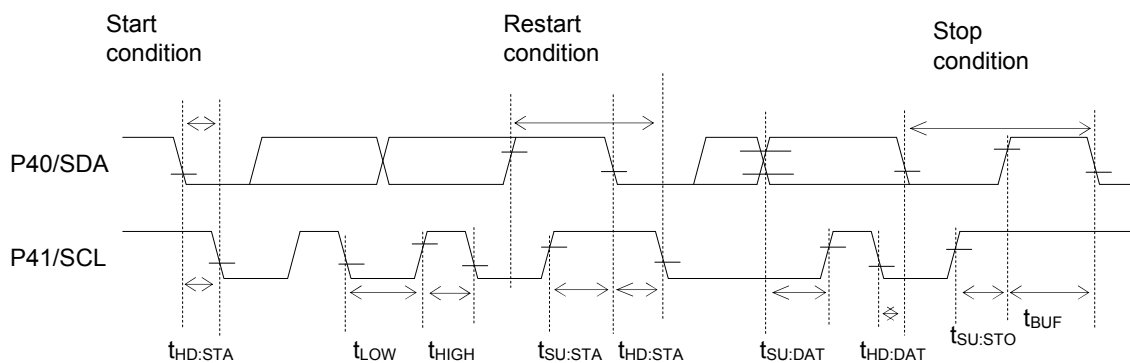 Start
condition
Restart
condition
Stop
condition
P40/SDA
P41/SCL
tHD:STA
tLOW
tHIGH
tSU:STA
tHD:STA
tSU:DAT
tHD:DAT
tSU:STO
tBUF